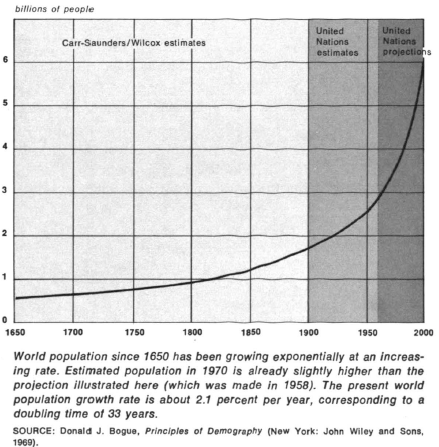 billions of people
Carr-Saunders/Wilcox estimates
United
Nations
estimates
United
Nations
projections
6
5
4
3
2
1
0
1650 1700 1750 1800 1850 1900 1950 2000
World population since 1650 has been growing exponentially at an increas-
ing rate. Estimated population in 1970 is already slightly higher than the
projection illustrated here (which was made in 1958). The present world
population growth rate is about 2.1 percent per year, corresponding to a
doubling time of 33 years.
SOURCE: Donald J. Bogue, Principles of Demography (New York: John Wiley and Sons,
1969).